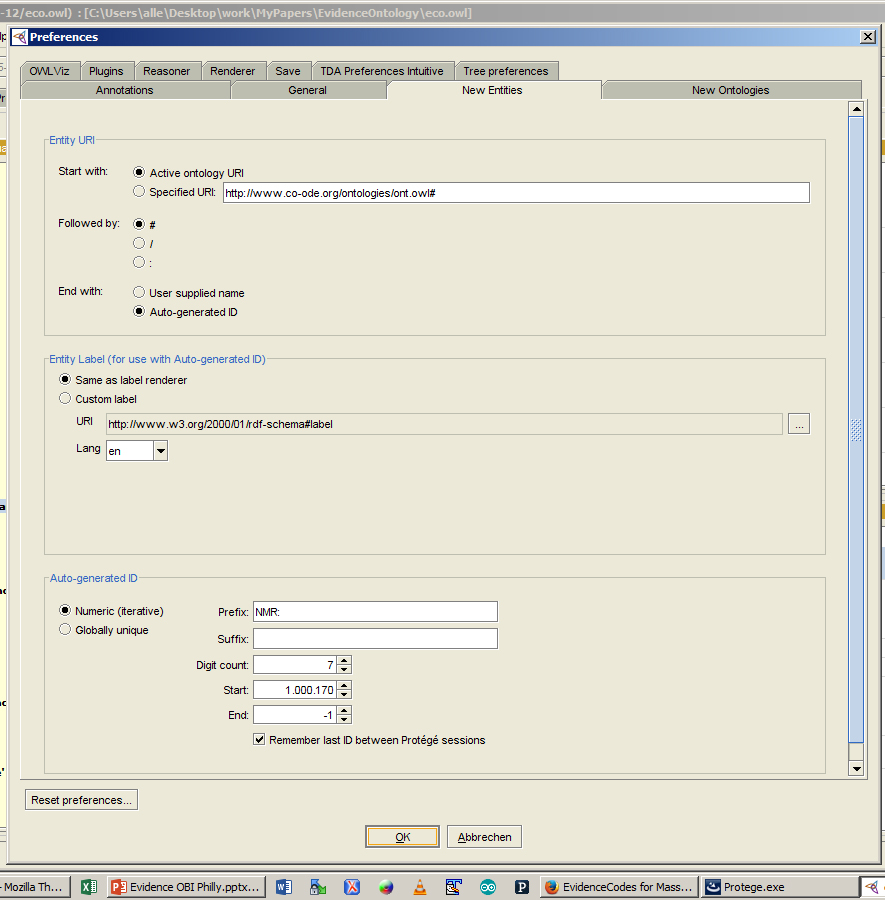 -12/eco.owl) : [C:\Users\alle\Desktop\work\MyPapers\EvidenceOntology\eco.owl]
Preferences
OWLViz Plugins Reasoner Renderer Save TDA Preferences Intuitive Tree preferences
Annotations General New Entities New Ontologies
Entity URI
Start with: Active ontology URI
Specified URI: http://www.co-ode.org/ontologies/ont.owl#
Followed by: #
/
:
End with: User supplied name
Auto-generated ID
Entity Label (for use with Auto-generated ID)
Same as label renderer
Custom label
URI http://www.w3.org/2000/01/rdf-schema#label ...
Lang en
Auto-generated ID
Numeric (iterative) Prefix: NMR:
Globally unique
Suffix:
Digit count: 7
Start: 1.000.170
End: -1
Remember last ID between Protégé sessions
Reset preferences...
OK Abbrechen
- Mozilla Th... Evidence OBI Philly.pptx... EvidenceCodes for Mass... Protege.exe